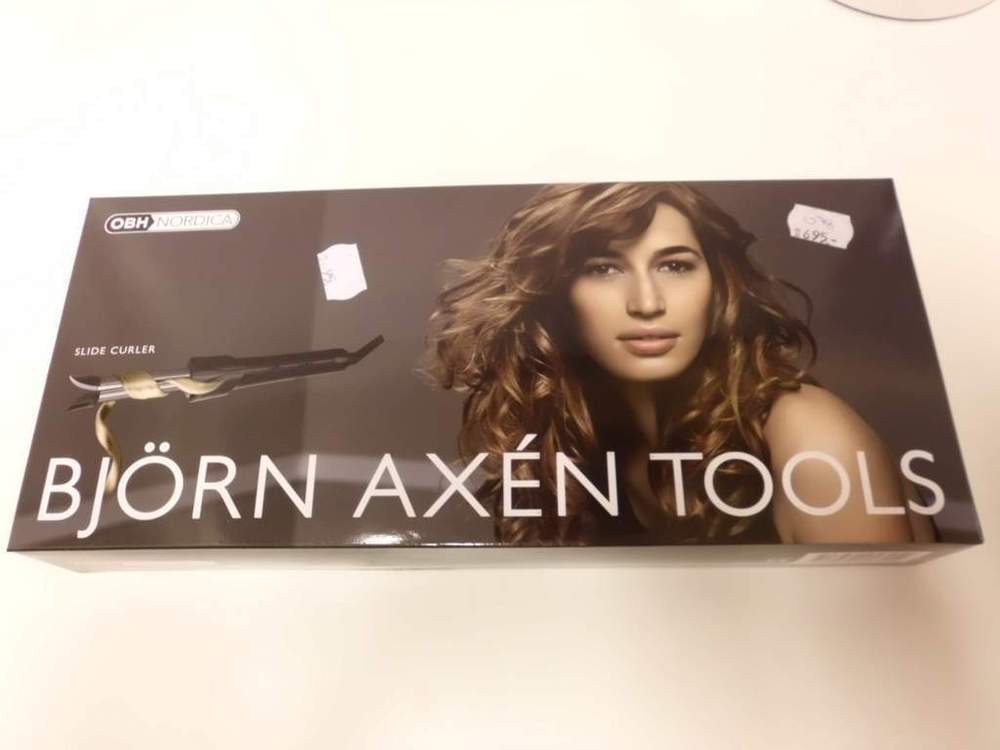 OBH NORDICA
SLIDE CURLER
BJÖRN AXÉN TOOLS